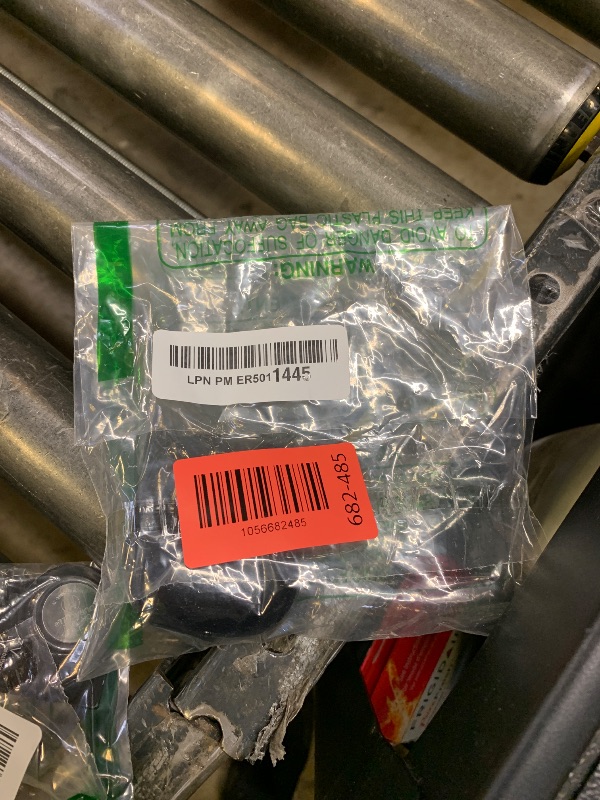 WARNING:
TO AVOID DANGER OF SUFFOCATION,
KEEP THIS PLASTIC BAG AWAY FROM
LPN PM ER5011445
1056682485
682-485